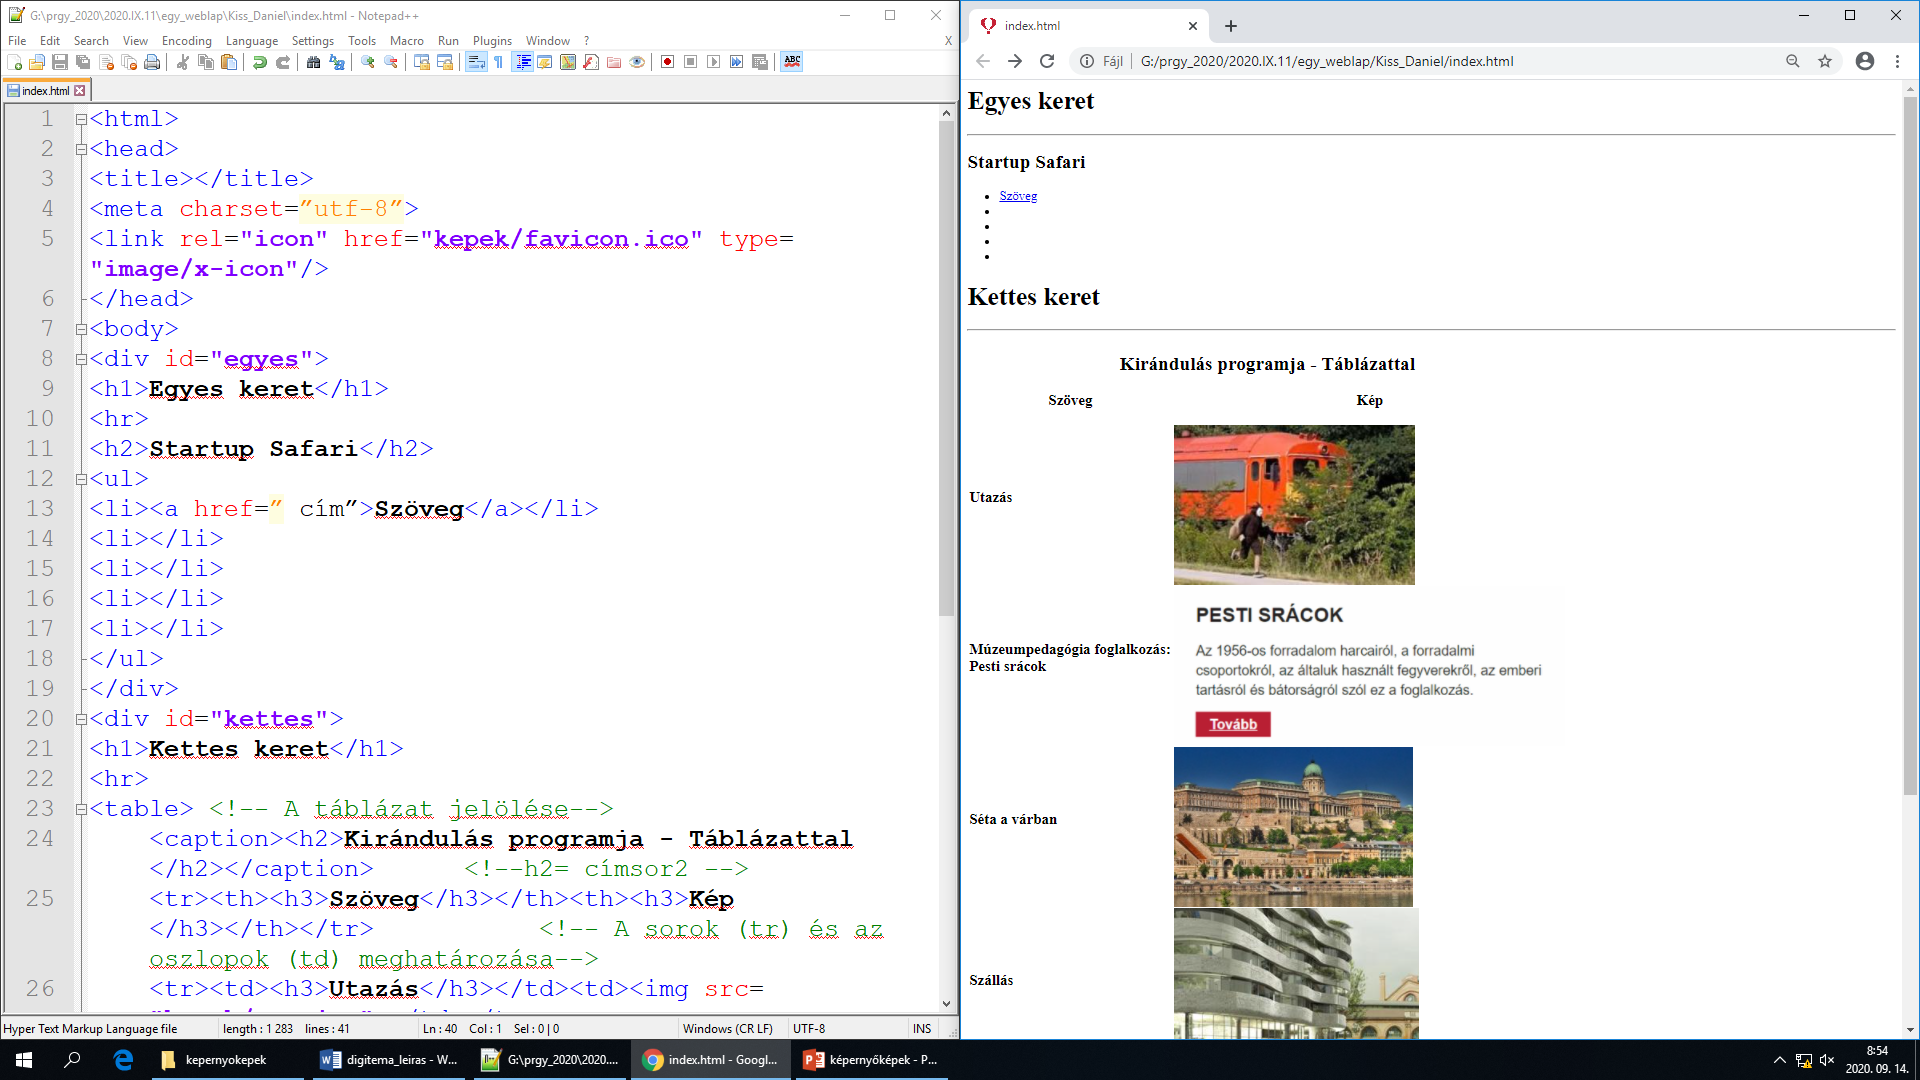 G:\prgy_2020\2020.IX.11\egy_weblap\Kiss_Daniel\index.html - Notepad++
File Edit Search View Encoding Language Settings Tools Macro Run Plugins Window ? X
index.html
1 <html>
2 <head>
3 <title></title>
4 <meta charset=”utf-8”>
5 <link rel="icon" href="kepek/favicon.ico" type=
"image/x-icon"/>
6 </head>
7 <body>
8 <div id="egyes">
9 <h1>Egyes keret</h1>
10 <hr>
11 <h2>Startup Safari</h2>
12 <ul>
13 <li><a href=” cím”>Szöveg</a></li>
14 <li></li>
15 <li></li>
16 <li></li>
17 <li></li>
18 </ul>
19 </div>
20 <div id="kettes">
21 <h1>Kettes keret</h1>
22 <hr>
23 <table> <!-- A táblázat jelölése-->
24 <caption><h2>Kirándulás programja - Táblázattal
</h2></caption> <!--h2= címsor2 -->
25 <tr><th><h3>Szöveg</h3></th><th><h3>Kép
</h3></th></tr> <!-- A sorok (tr) és az
oszlopok (td) meghatározása-->
26 <tr><td><h3>Utazás</h3></td><td><img src=
Hyper Text Markup Language file length : 1 283 lines : 41 Ln : 40 Col : 1 Sel : 0 | 0 Windows (CR LF) UTF-8 INS
index.html
Fájl G:/prgy_2020/2020.IX.11/egy_weblap/Kiss_Daniel/index.html
Egyes keret
Startup Safari
Szöveg
Kettes keret
Kirándulás programja - Táblázattal
Szöveg Kép
Utazás
Múzeumpedagógia foglalkozás:
Pesti srácok
PESTI SRÁCOK
Az 1956-os forradalom harcairól, a forradalmi
csoportokról, az általuk használt fegyverekről, az emberi
tartásról és bátorságról szól ez a foglalkozás.
Tovább
Séta a várban
Szállás
kepernyokepek
digitema_leiras - W...
G:\prgy_2020\2020....
index.html - Googl...
képernyőképek - P...
8:54
2020. 09. 14.